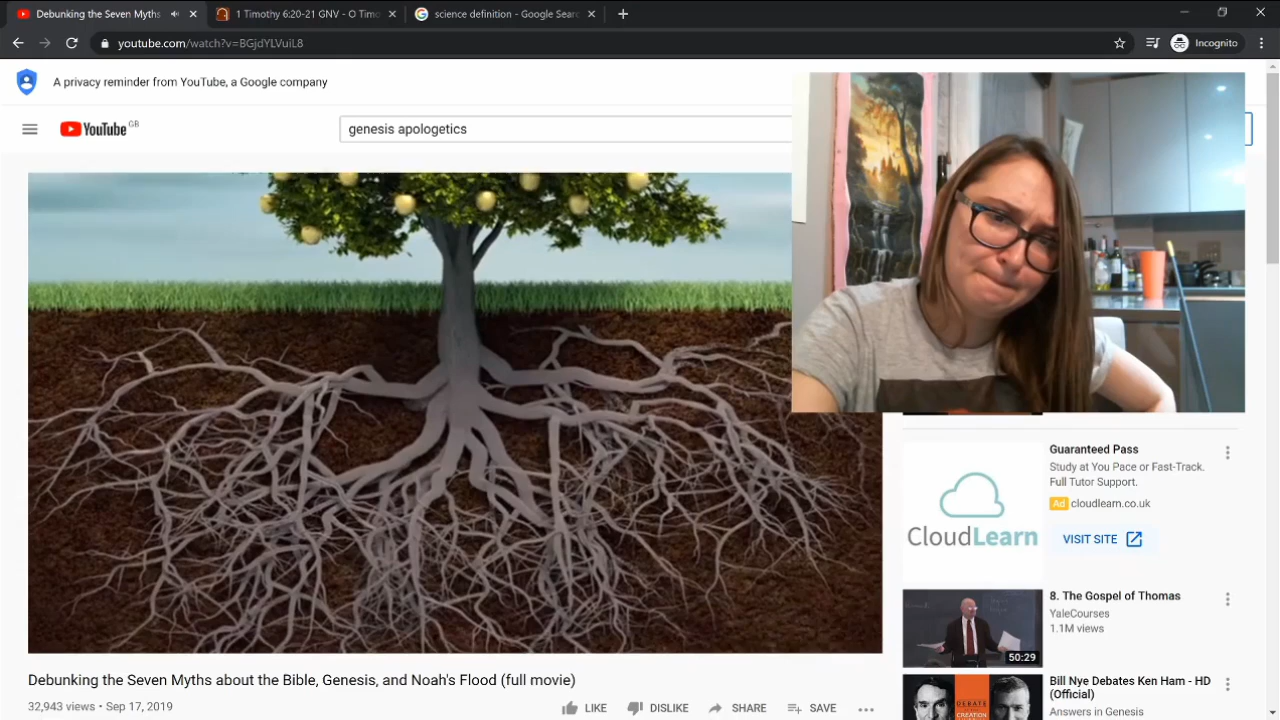 Debunking the Seven Myths
1 Timothy 6:20-21 GNV - O Timo
science definition - Google Sear
youtube.com/watch?v=BGjdYLVuiL8
Incognito
A privacy reminder from YouTube, a Google company
YouTube GB
genesis apologetics
Guaranteed Pass
Study at You Pace or Fast-Track.
Full Tutor Support.
Ad cloudlearn.co.uk
CloudLearn
VISIT SITE
8. The Gospel of Thomas
YaleCourses
1.1M views
50:29
Debunking the Seven Myths about the Bible, Genesis, and Noah's Flood (full movie)
32,943 views • Sep 17, 2019
LIKE
DISLIKE
SHARE
SAVE
Bill Nye Debates Ken Ham - HD
(Official)
Answers in Genesis
DEBATE